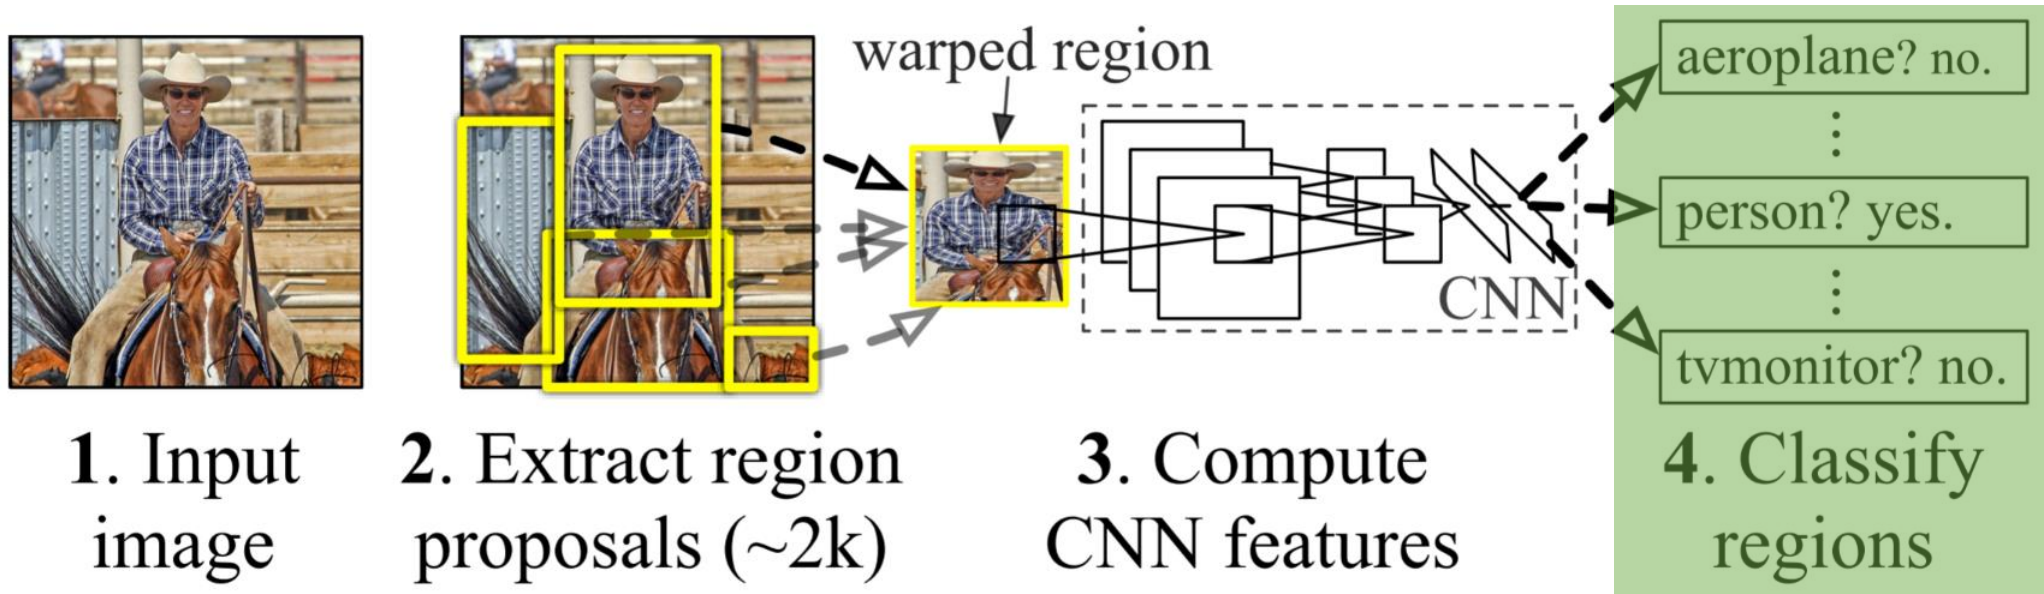 warped region
aeroplane? no.
person? yes.
CNN
tvmonitor? no.
1. Input
image
2. Extract region
proposals (~2k)
3. Compute
CNN features
4. Classify
regions